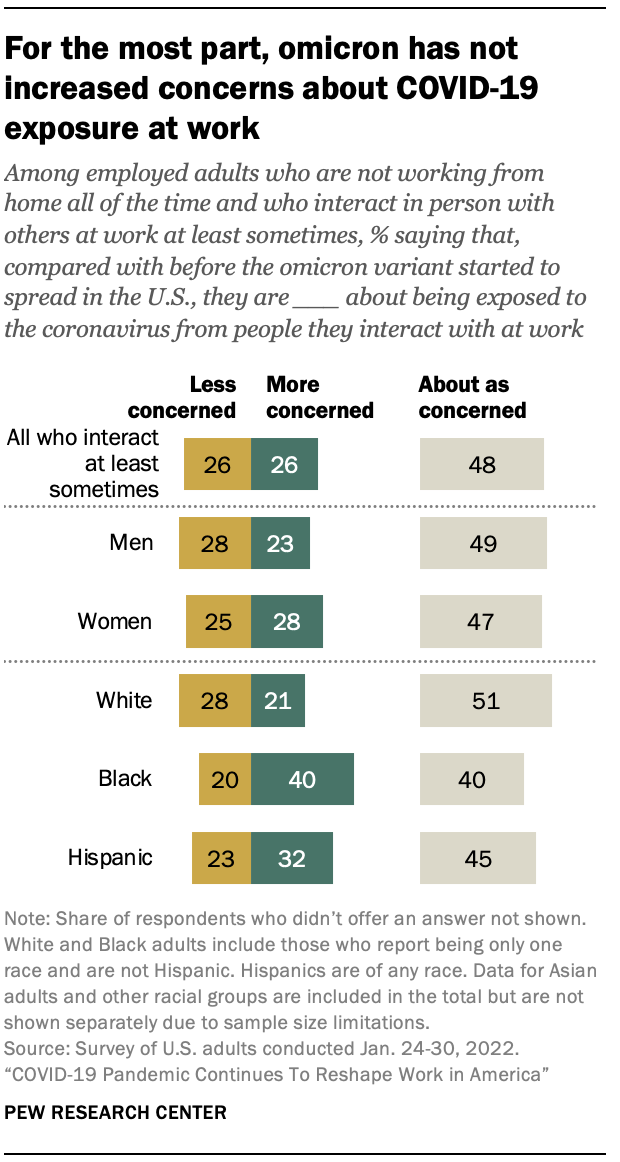 For the most part, omicron has not
increased concerns about COVID-19
exposure at work
Among employed adults who are not working from
home all of the time and who interact in person with
others at work at least sometimes, % saying that,
compared with before the omicron variant started to
spread in the U.S., they are ___ about being exposed to
the coronavirus from people they interact with at work
Less concerned
More concerned
About as concerned
All who interact
at least
sometimes
26 26 48
Men 28 23 49
Women 25 28 47
White 28 21 51
Black 20 40 40
Hispanic 23 32 45
Note: Share of respondents who didn’t offer an answer not shown.
White and Black adults include those who report being only one
race and are not Hispanic. Hispanics are of any race. Data for Asian
adults and other racial groups are included in the total but are not
shown separately due to sample size limitations.
Source: Survey of U.S. adults conducted Jan. 24-30, 2022.
“COVID-19 Pandemic Continues To Reshape Work in America”
PEW RESEARCH CENTER